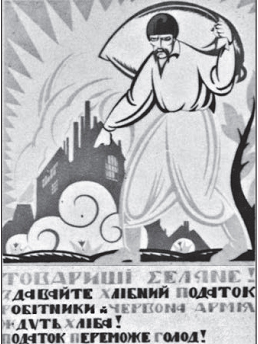 ТОВАРИШІ СЕЛЯНЕ!
ЗДАВАЙТЕ ХЛІБНИЙ ПОДАТОК
РОБІТНИКИ Й ЧЕРВОНА АРМІЯ
ЖДУТЬ ХЛІБА!
ПОДАТОК ПЕРЕМОЖЕ ГОЛОД!